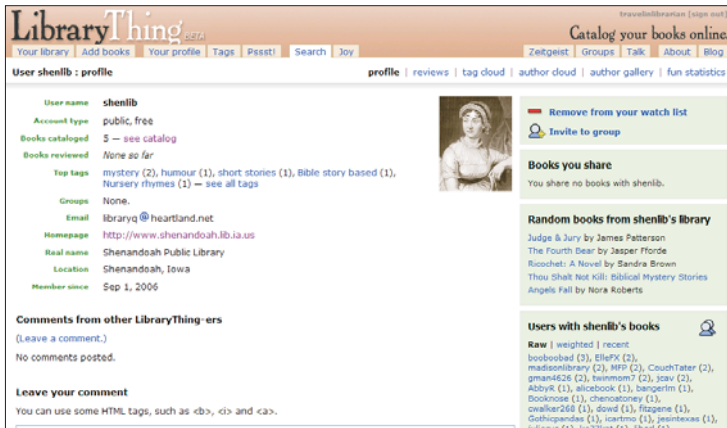 LibraryThing BETA
travelinlibrarian [sign out]
Catalog your books online.
Your library Add books Your profile Tags Pssst! Search Joy Zeitgeist Groups Talk About Blog
User shenlib : profile
profile | reviews | tag cloud | author cloud | author gallery | fun statistics
User name shenlib
Account type public, free
Books cataloged 5 — see catalog
Books reviewed None so far
Top tags mystery (2), humour (1), short stories (1), Bible story based (1),
Nursery rhymes (1) — see all tags
Groups None.
Email libraryq@heartland.net
Homepage http://www.shenandoah.lib.ia.us
Real name Shenandoah Public Library
Location Shenandoah, Iowa
Member since Sep 1, 2006
Comments from other LibraryThing-ers
(Leave a comment.)
No comments posted.
Leave your comment
You can use some HTML tags, such as <b>, <i> and <a>.
Remove from your watch list
Invite to group
Books you share
You share no books with shenlib.
Random books from shenlib's library
Judge & Jury by James Patterson
The Fourth Bear by Jasper Fforde
Ricochet: A Novel by Sandra Brown
Thou Shalt Not Kill: Biblical Mystery Stories
Angels Fall by Nora Roberts
Users with shenlib's books
Raw | weighted | recent
booboobad (3), ElleFX (2),
madisonlibrary (2), MFP (2), CouchTater (2),
gman4626 (2), twinmom7 (2), jcav (2),
AbbyR (1), alicebook (1), bangerlm (1),
Booknose (1), chenoatoney (1),
cwalker268 (1), dowd (1), fitzgene (1),
Gothicpandas (1), icartmo (1), jesintexas (1),